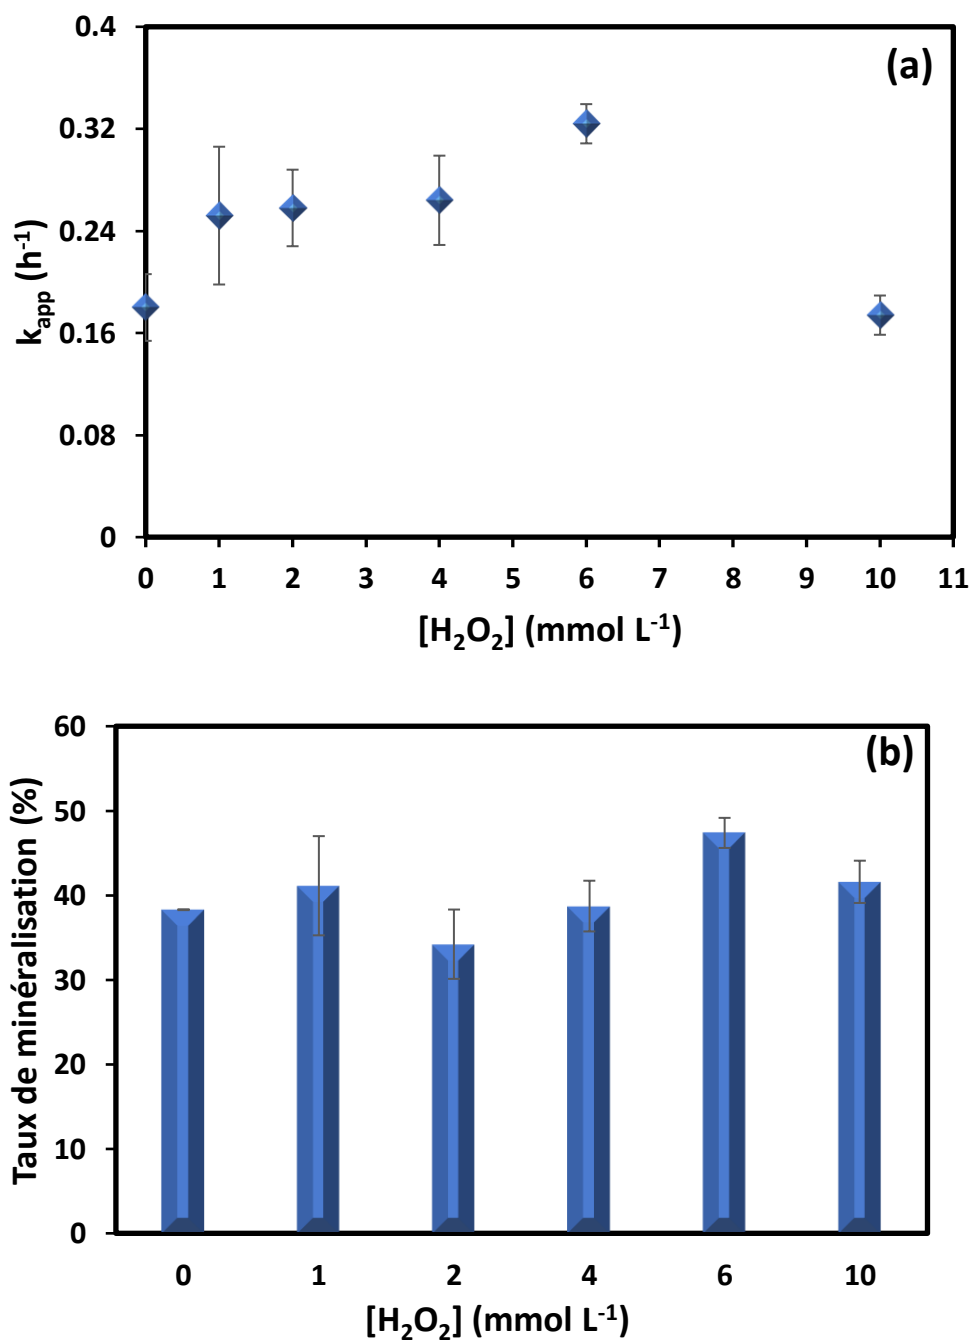 0.4
(a)
0.32
0.24
0.16
0.08
0
k_app (h⁻¹)
0 1 2 3 4 5 6 7 8 9 10 11
[H₂O₂] (mmol L⁻¹)
60
(b)
50
40
30
20
10
0
Taux de minéralisation (%)
0 1 2 4 6 10
[H₂O₂] (mmol L⁻¹)